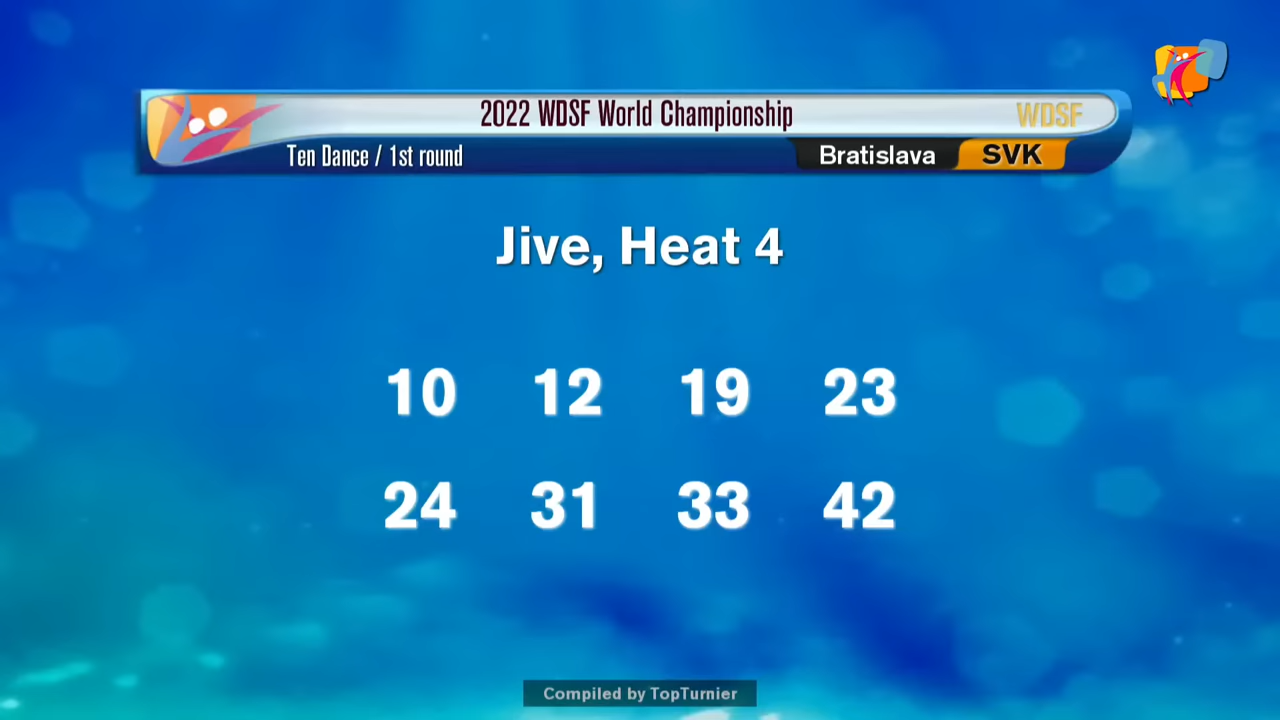 2022 WDSF World Championship WDSF
Ten Dance / 1st round Bratislava SVK
Jive, Heat 4
10 12 19 23
24 31 33 42
Compiled by TopTurnier